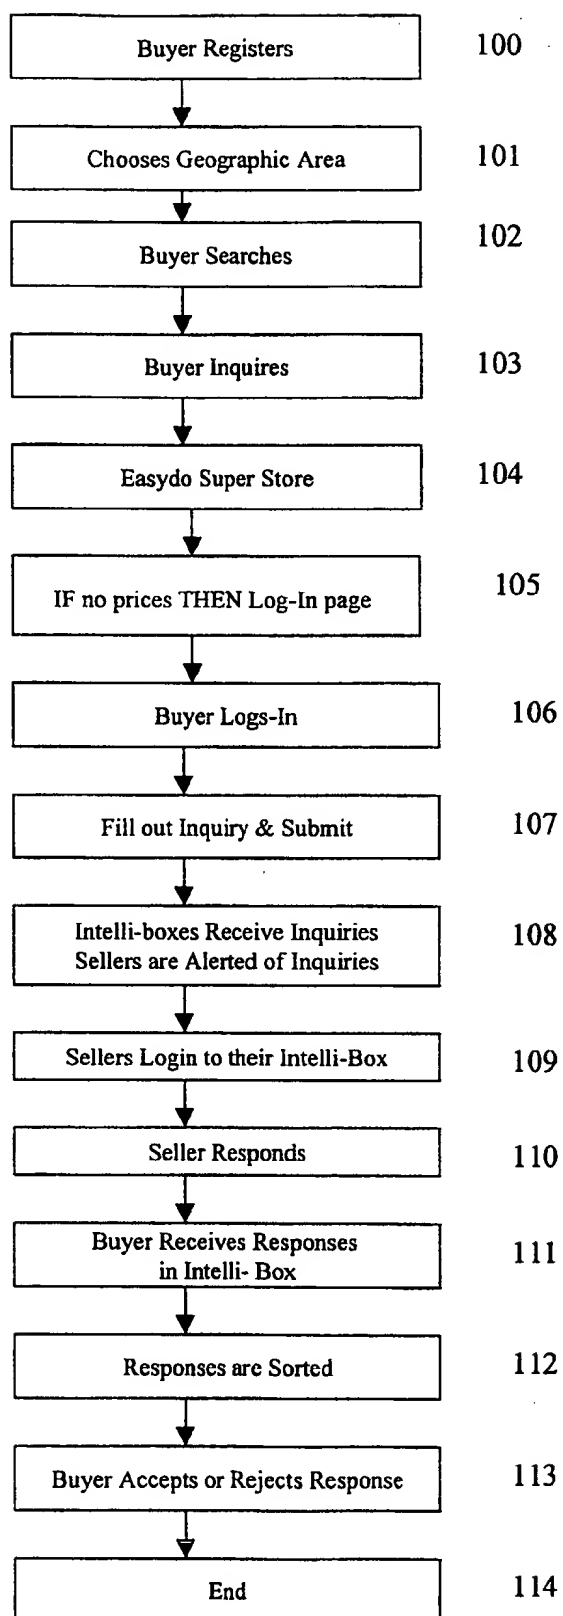 Buyer Registers 100
Chooses Geographic Area 101
Buyer Searches 102
Buyer Inquires 103
Easydo Super Store 104
IF no prices THEN Log-In page 105
Buyer Logs-In 106
Fill out Inquiry & Submit 107
Intelli-boxes Receive Inquiries 108
Sellers are Alerted of Inquiries
Sellers Login to their Intelli-Box 109
Seller Responds 110
Buyer Receives Responses 111
in Intelli- Box
Responses are Sorted 112
Buyer Accepts or Rejects Response 113
End 114